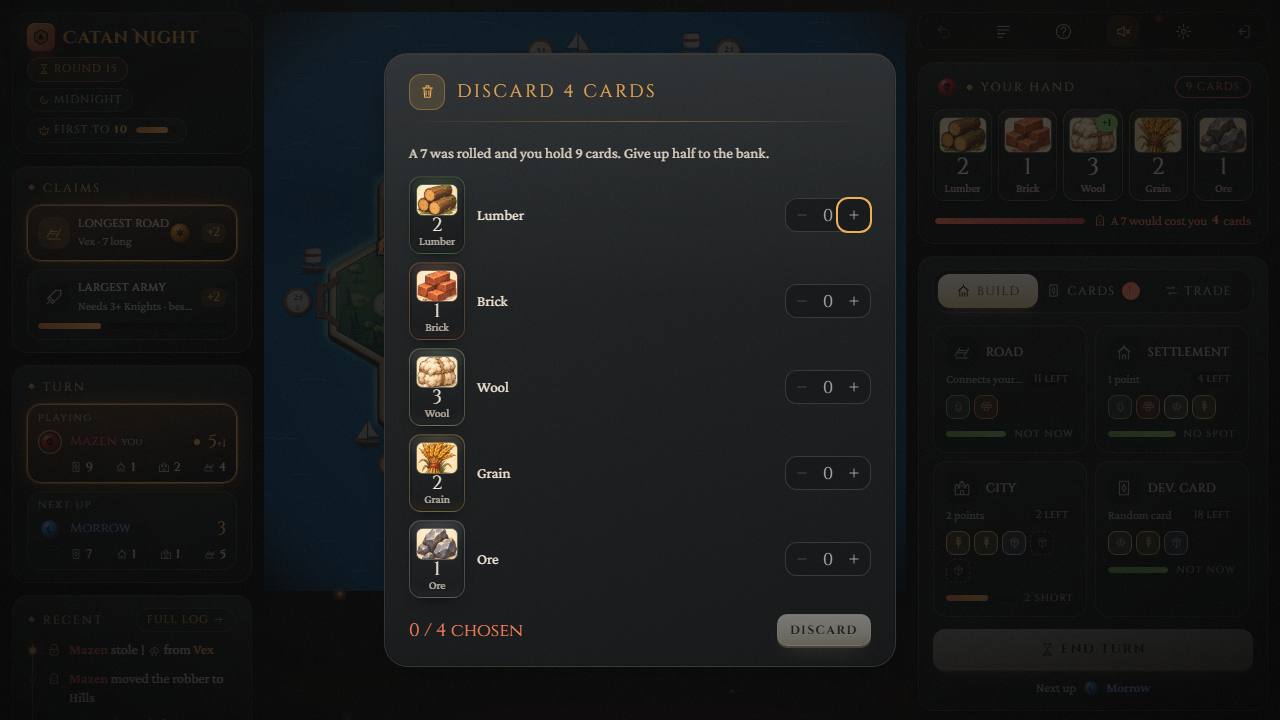 CATAN NIGHT
ROUND 15
MIDNIGHT
FIRST TO 10
CLAIMS
LONGEST ROAD
Vex · 7 long
+2
LARGEST ARMY
Needs 3+ Knights · bes...
+2
TURN
PLAYING
MAZEN YOU
5+1
9 1 2 4
NEXT UP
MORROW
3
7 1 1 5
RECENT
FULL LOG →
Mazen stole 1 from Vex
Mazen moved the robber to
Hills
DISCARD 4 CARDS
A 7 was rolled and you hold 9 cards. Give up half to the bank.
2
Lumber
Lumber
− 0 +
1
Brick
Brick
− 0 +
3
Wool
Wool
− 0 +
2
Grain
Grain
− 0 +
1
Ore
Ore
− 0 +
0 / 4 CHOSEN
DISCARD
YOUR HAND
9 CARDS
+1
2 1 3 2 1
Lumber Brick Wool Grain Ore
A 7 would cost you 4 cards
BUILD
CARDS
TRADE
ROAD
Connects your...
11 LEFT
NOT NOW
SETTLEMENT
1 point
4 LEFT
NO SPOT
CITY
2 points
2 LEFT
2 SHORT
DEV. CARD
Random card
18 LEFT
NOT NOW
END TURN
Next up Morrow